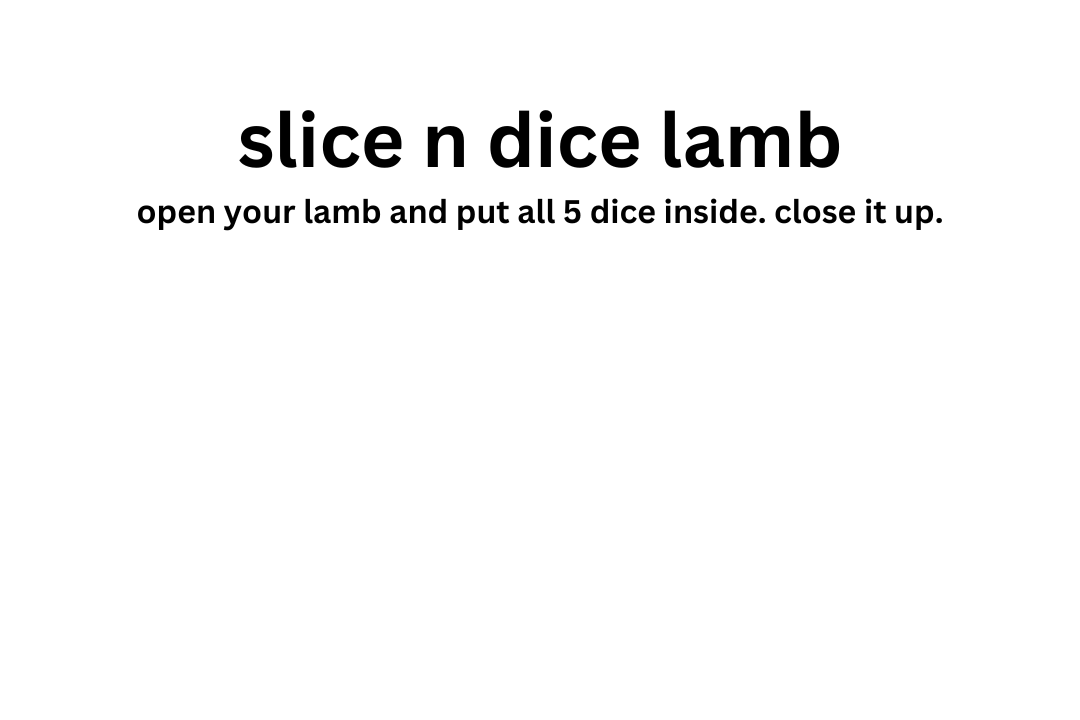 slice n dice lamb
open your lamb and put all 5 dice inside. close it up.